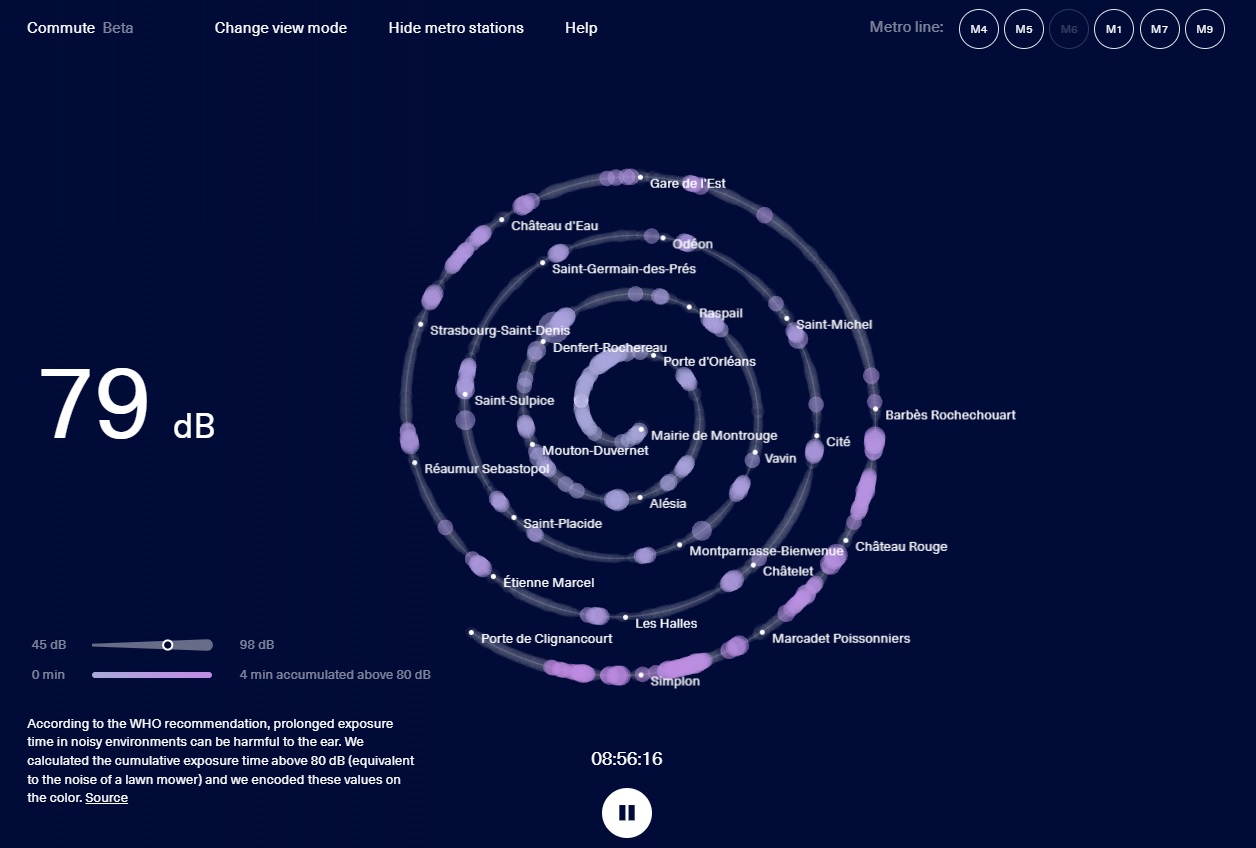 Commute Beta
Change view mode
Hide metro stations
Help
Metro line:
M4
M5
M6
M1
M7
M9
Gare de l'Est
Château d'Eau
Odéon
Saint-Germain-des-Prés
Raspail
Saint-Michel
Strasbourg-Saint-Denis
Denfert-Rochereau
Porte d'Orléans
79 dB
Saint-Sulpice
Barbès Rochechouart
Mairie de Montrouge
Cité
Mouton-Duvernet
Vavin
Réaumur Sebastopol
Alésia
Saint-Placide
Château Rouge
Montparnasse-Bienvenue
Châtelet
Étienne Marcel
Les Halles
Porte de Clignancourt
Marcadet Poissonniers
Simplon
45 dB
98 dB
0 min
4 min accumulated above 80 dB
According to the WHO recommendation, prolonged exposure
time in noisy environments can be harmful to the ear. We
calculated the cumulative exposure time above 80 dB (equivalent
to the noise of a lawn mower) and we encoded these values on
the color. Source
08:56:16